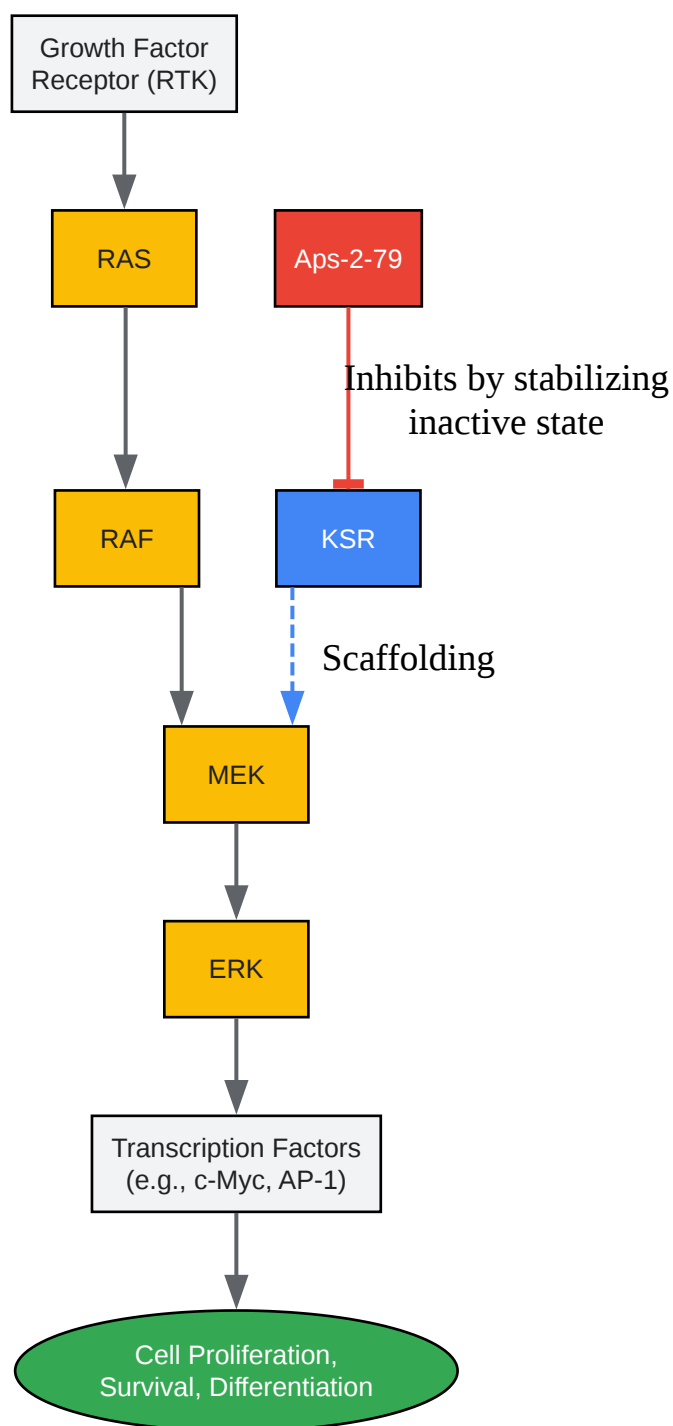 Growth Factor
Receptor (RTK)
RAS
Aps-2-79
Inhibits by stabilizing
inactive state
RAF
KSR
Scaffolding
MEK
ERK
Transcription Factors
(e.g., c-Myc, AP-1)
Cell Proliferation,
Survival, Differentiation